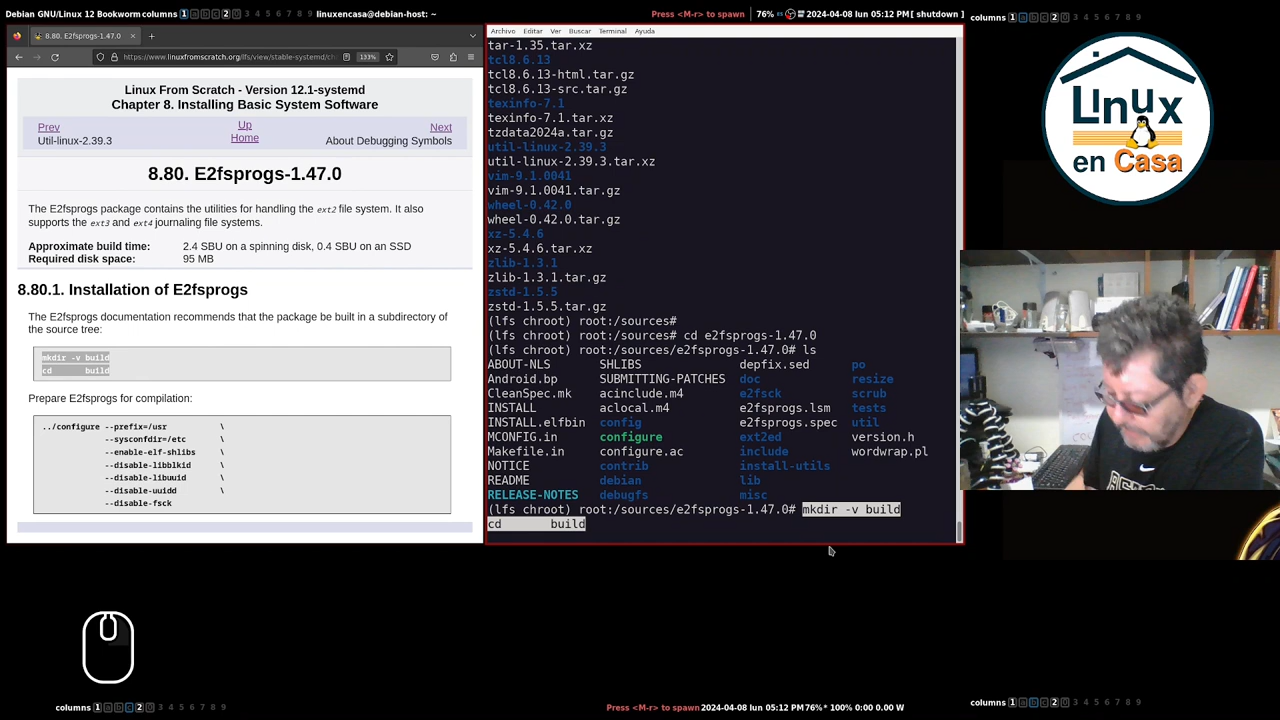 Debian GNU/Linux 12 Bookworm columns 1 a b c 2 0 3 4 5 6 7 8 9 linuxencasa@debian-host: ~ Press <M-r> to spawn 76% 2024-04-08 lun 05:12 PM [ shutdown ]
columns 1 a b c 2 0 3 4 5 6 7 8 9
8.80. E2fsprogs-1.47.0
https://www.linuxfromscratch.org/lfs/view/stable-systemd/ch
133%
Linux From Scratch - Version 12.1-systemd
Chapter 8. Installing Basic System Software
Prev Up Next
Util-linux-2.39.3 Home About Debugging Symbols
8.80. E2fsprogs-1.47.0
The E2fsprogs package contains the utilities for handling the ext2 file system. It also
supports the ext3 and ext4 journaling file systems.
Approximate build time: 2.4 SBU on a spinning disk, 0.4 SBU on an SSD
Required disk space: 95 MB
8.80.1. Installation of E2fsprogs
The E2fsprogs documentation recommends that the package be built in a subdirectory of
the source tree:
mkdir -v build
cd build
Prepare E2fsprogs for compilation:
../configure --prefix=/usr \
--sysconfdir=/etc \
--enable-elf-shlibs \
--disable-libblkid \
--disable-libuuid \
--disable-uuidd \
--disable-fsck
Archivo Editar Ver Buscar Terminal Ayuda
tar-1.35.tar.xz
tcl8.6.13
tcl8.6.13-html.tar.gz
tcl8.6.13-src.tar.gz
texinfo-7.1
texinfo-7.1.tar.xz
tzdata2024a.tar.gz
util-linux-2.39.3
util-linux-2.39.3.tar.xz
vim-9.1.0041
vim-9.1.0041.tar.gz
wheel-0.42.0
wheel-0.42.0.tar.gz
xz-5.4.6
xz-5.4.6.tar.xz
zlib-1.3.1
zlib-1.3.1.tar.gz
zstd-1.5.5
zstd-1.5.5.tar.gz
(lfs chroot) root:/sources#
(lfs chroot) root:/sources# cd e2fsprogs-1.47.0
(lfs chroot) root:/sources/e2fsprogs-1.47.0# ls
ABOUT-NLS SHLIBS depfix.sed po
Android.bp SUBMITTING-PATCHES doc resize
CleanSpec.mk acinclude.m4 e2fsck scrub
INSTALL aclocal.m4 e2fsprogs.lsm tests
INSTALL.elfbin config e2fsprogs.spec util
MCONFIG.in configure ext2ed version.h
Makefile.in configure.ac include wordwrap.pl
NOTICE contrib install-utils
README debian lib
RELEASE-NOTES debugfs misc
(lfs chroot) root:/sources/e2fsprogs-1.47.0# mkdir -v build
cd build
Linux
en Casa
columns 1 a b c 2 0 3 4 5 6 7 8 9
Press <M-r> to spawn 2024-04-08 lun 05:12 PM 76%* 100% 0:00 0.00 W
columns 1 a b c 2 0 3 4 5 6 7 8 9